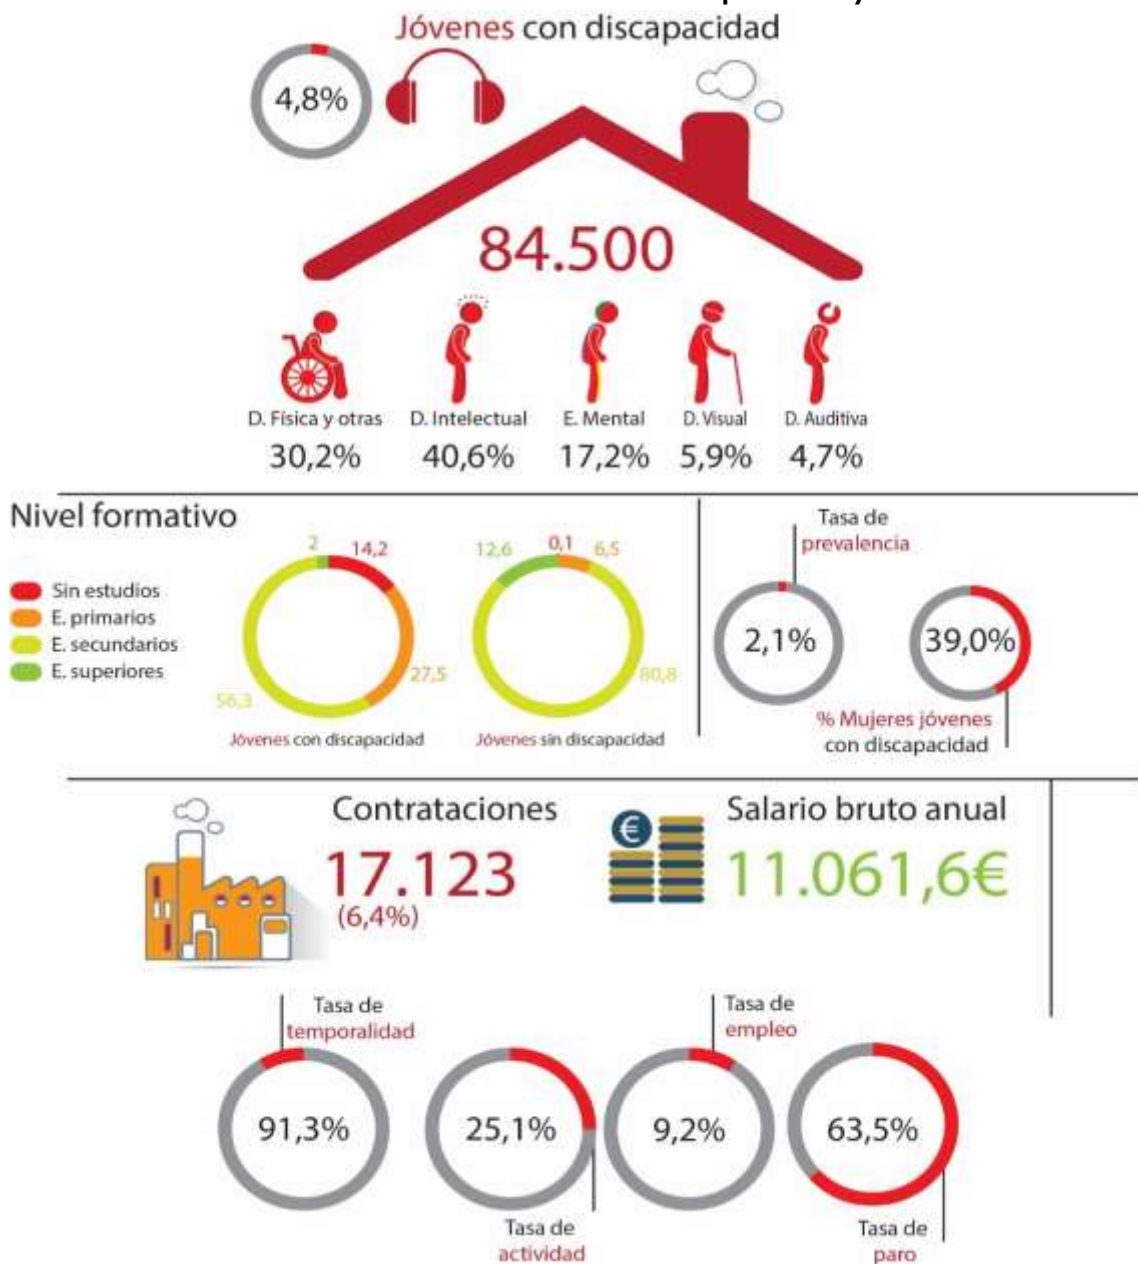 Jóvenes con discapacidad
4,8%
84.500
D. Física y otras
30,2%
D. Intelectual
40,6%
E. Mental
17,2%
D. Visual
5,9%
D. Auditiva
4,7%
Nivel formativo
Sin estudios
E. primarios
E. secundarios
E. superiores
2
14,2
27,5
56,3
Jóvenes con discapacidad
12,6
0,1
6,5
80,8
Jóvenes sin discapacidad
Tasa de
prevalencia
2,1%
39,0%
% Mujeres jóvenes
con discapacidad
Contrataciones
17.123
(6,4%)
€
Salario bruto anual
11.061,6€
Tasa de
temporalidad
91,3%
25,1%
Tasa de
actividad
Tasa de
empleo
9,2%
63,5%
Tasa de
paro